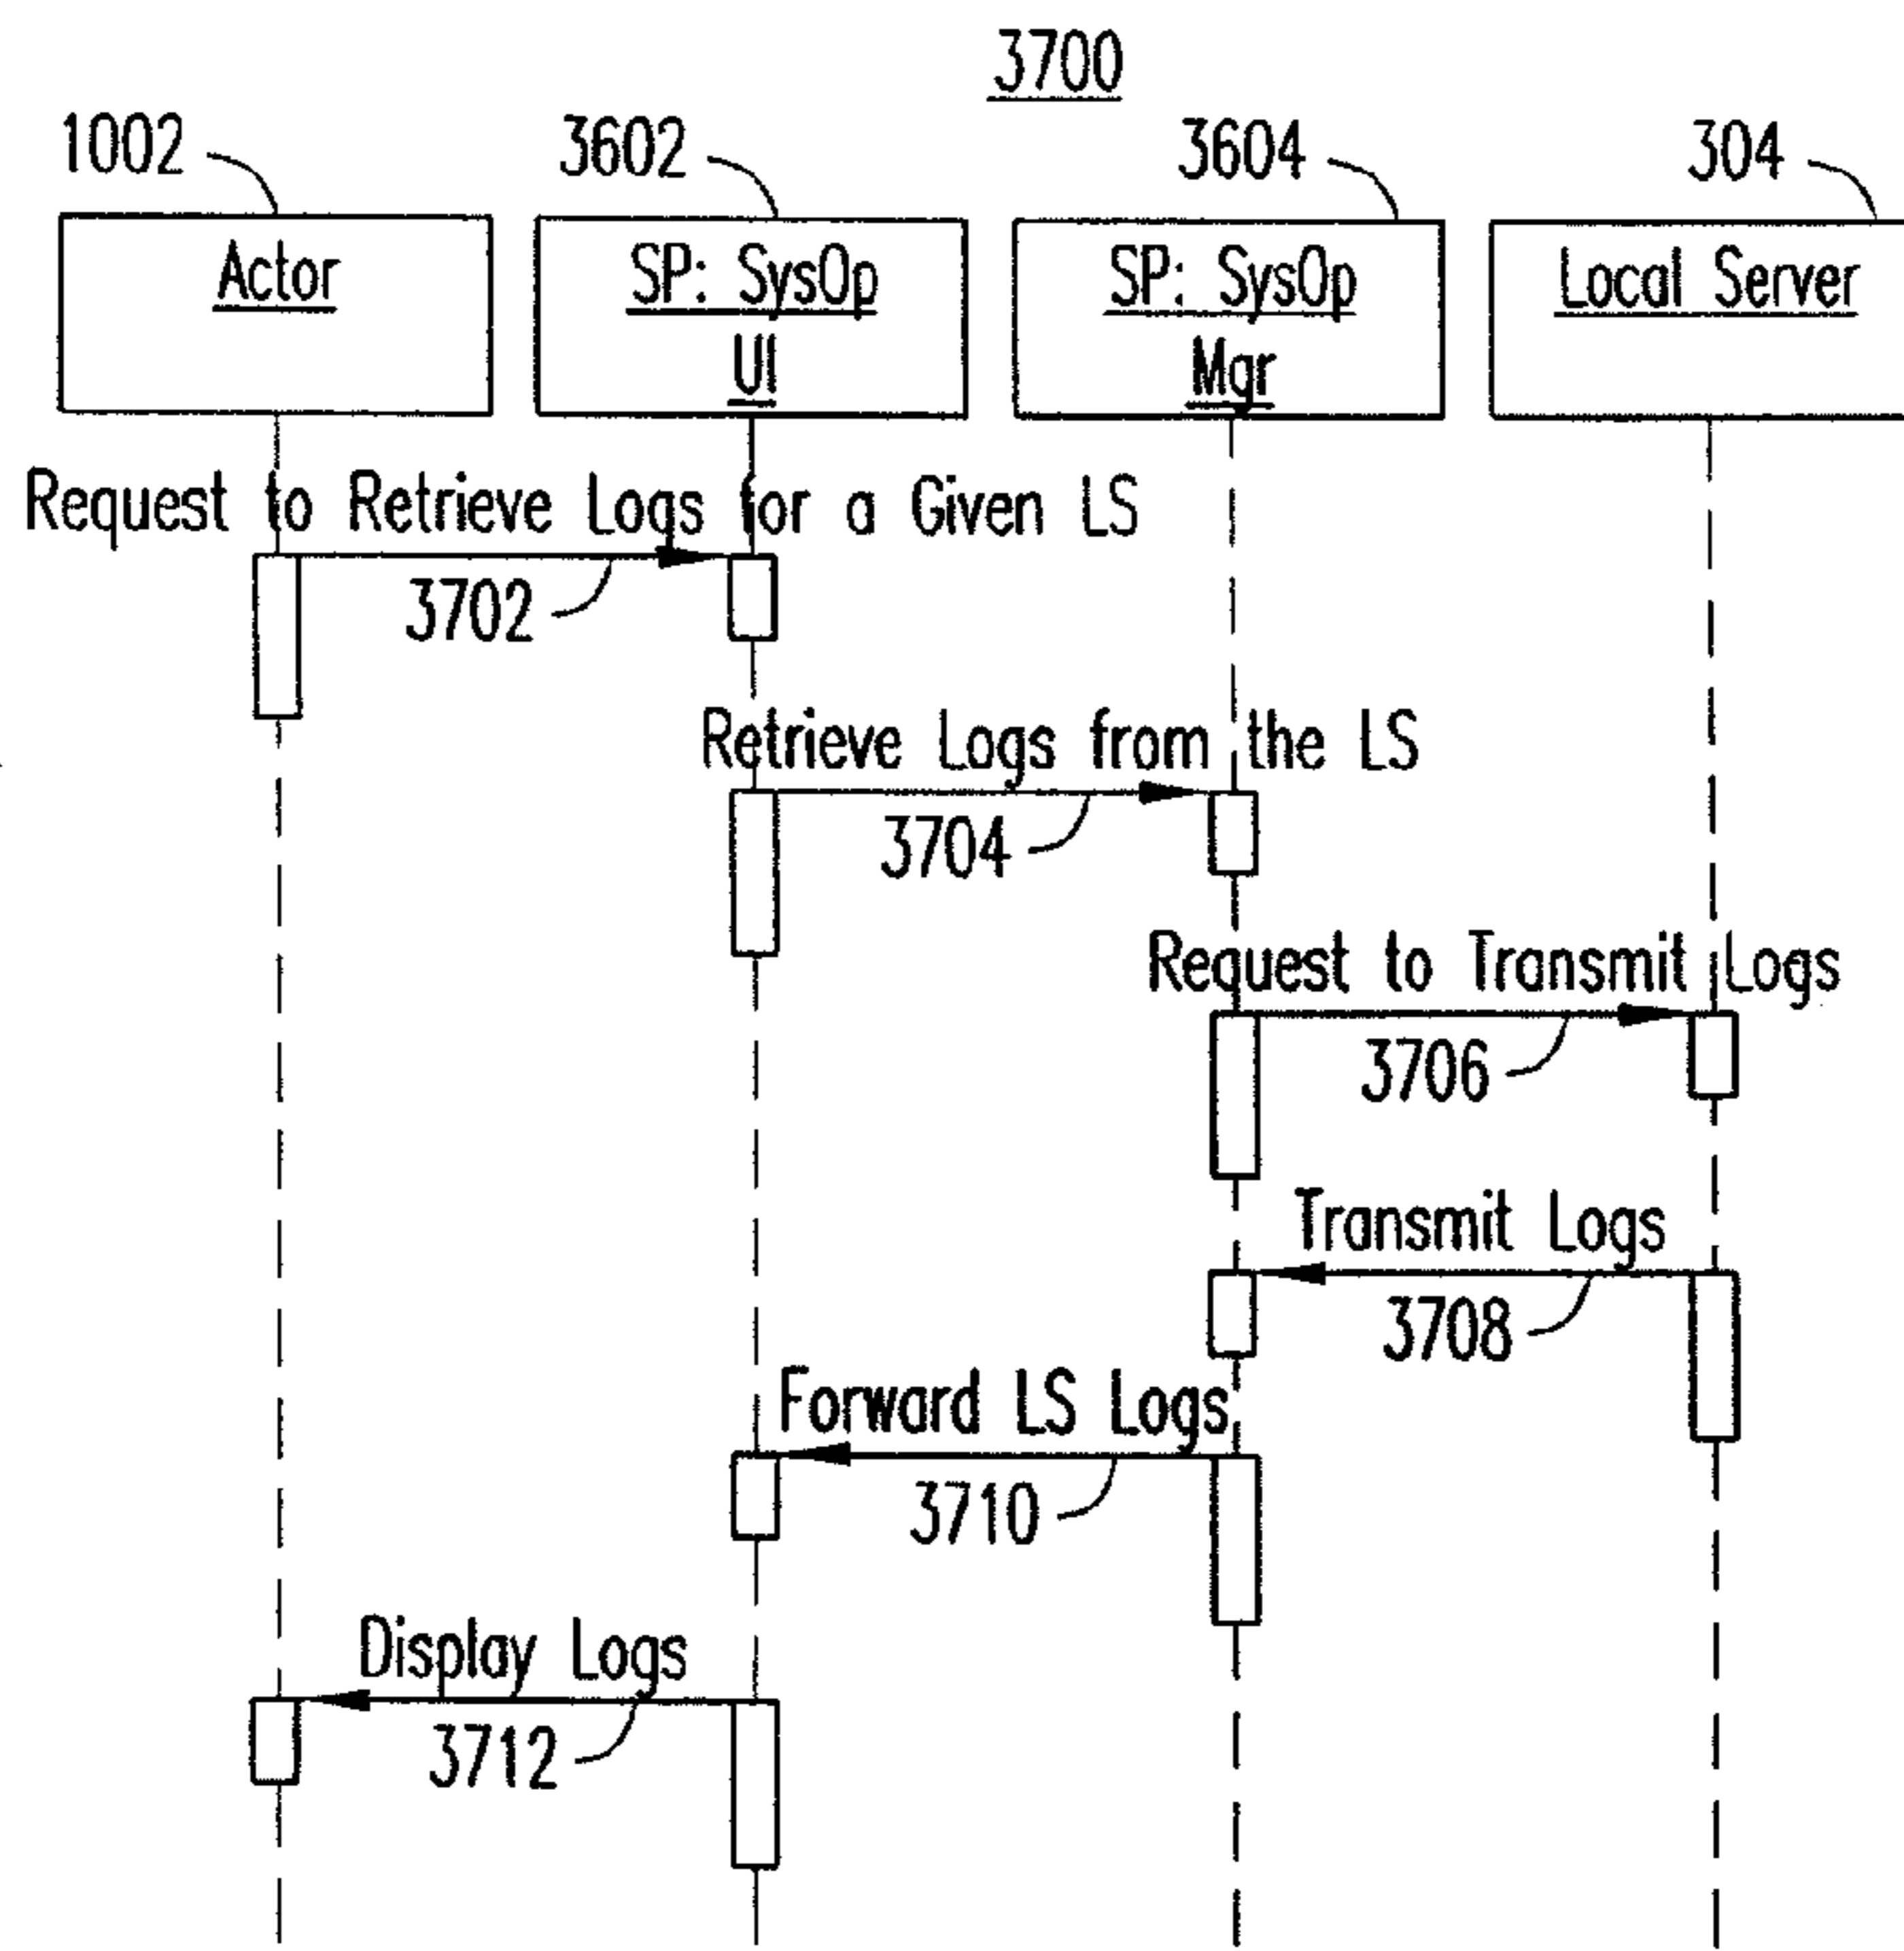 3700
1002
3602
3604
304
Actor
SP: SysOp
UI
SP: SysOp
Mgr
Local Server
Request to Retrieve Logs for a Given LS
3702
Retrieve Logs from the LS
3704
Request to Transmit Logs
3706
Transmit Logs
3708
Forward LS Logs
3710
Display Logs
3712